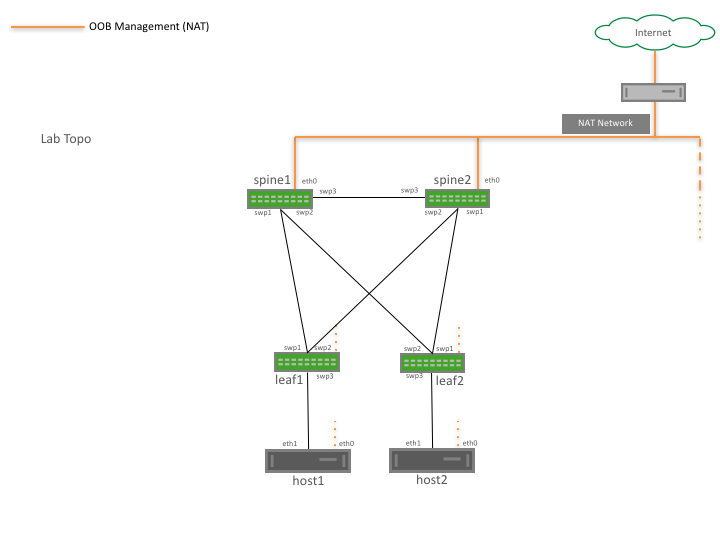 OOB Management (NAT)
Internet
NAT Network
Lab Topo
spine1
eth0
swp3
swp3
spine2
eth0
swp1
swp2
swp2
swp1
swp1
swp2
swp2
swp1
leaf1
swp3
swp3
leaf2
eth1
eth0
eth1
eth0
host1
host2